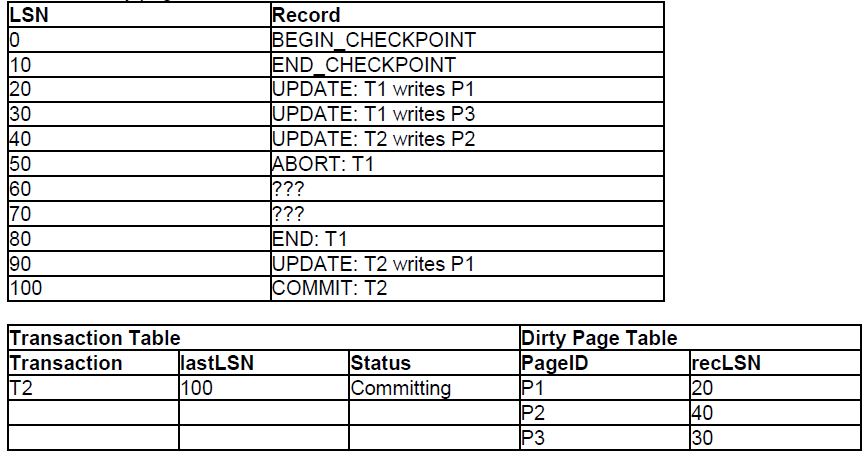 LSN Record
0 BEGIN_CHECKPOINT
10 END_CHECKPOINT
20 UPDATE: T1 writes P1
30 UPDATE: T1 writes P3
40 UPDATE: T2 writes P2
50 ABORT: T1
60 ???
70 ???
80 END: T1
90 UPDATE: T2 writes P1
100 COMMIT: T2
Transaction Table Dirty Page Table
Transaction lastLSN Status PageID recLSN
T2 100 Committing P1 20
P2 40
P3 30